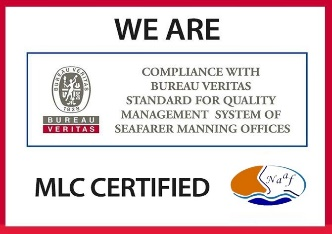 WE ARE
BUREAU VERITAS
BUREAU
VERITAS
COMPLIANCE WITH
BUREAU VERITAS
STANDARD FOR QUALITY
MANAGEMENT SYSTEM OF
SEAFARER MANNING OFFICES
MLC CERTIFIED
Naaf